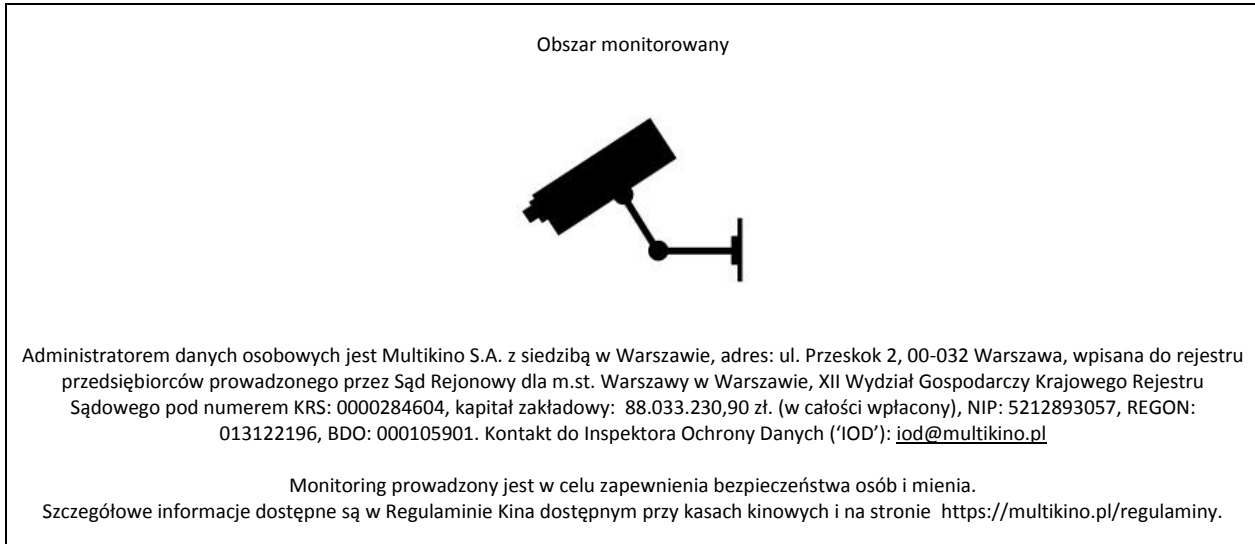 Obszar monitorowany
Administratorem danych osobowych jest Multikino S.A. z siedzibą w Warszawie, adres: ul. Przeskok 2, 00-032 Warszawa, wpisana do rejestru
przedsiębiorców prowadzonego przez Sąd Rejonowy dla m.st. Warszawy w Warszawie, XII Wydział Gospodarczy Krajowego Rejestru
Sądowego pod numerem KRS: 0000284604, kapitał zakładowy:  88.033.230,90 zł. (w całości wpłacony), NIP: 5212893057, REGON:
013122196, BDO: 000105901. Kontakt do Inspektora Ochrony Danych (‘IOD’): iod@multikino.pl
Monitoring prowadzony jest w celu zapewnienia bezpieczeństwa osób i mienia.
Szczegółowe informacje dostępne są w Regulaminie Kina dostępnym przy kasach kinowych i na stronie  https://multikino.pl/regulaminy.